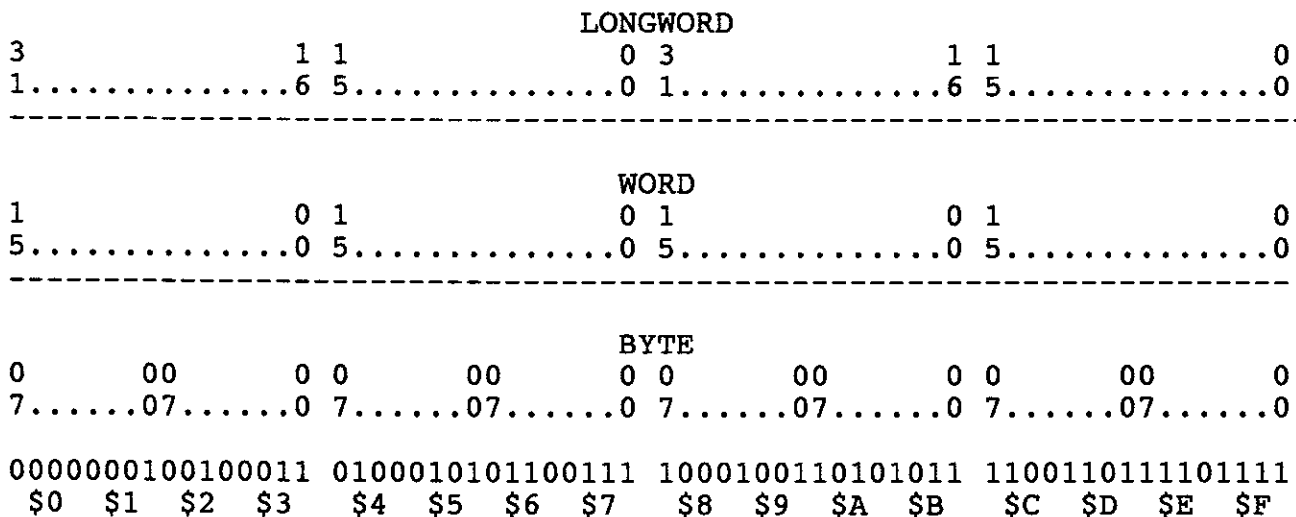 LONGWORD
3 1 1 0 3 1 1 0
1..............6 5..............0 1..............6 5..............0
-----------------------------------------------------------------------------
WORD
1 0 1 0 1 0 1 0
5..............0 5..............0 5..............0 5..............0
-----------------------------------------------------------------------------
BYTE
0 00 0 0 00 0 0 00 0 0 00 0
7......07......0 7......07......0 7......07......0 7......07......0
0000000100100011 0100010101100111 1000100110101011 1100110111101111
$0 $1 $2 $3 $4 $5 $6 $7 $8 $9 $A $B $C $D $E $F